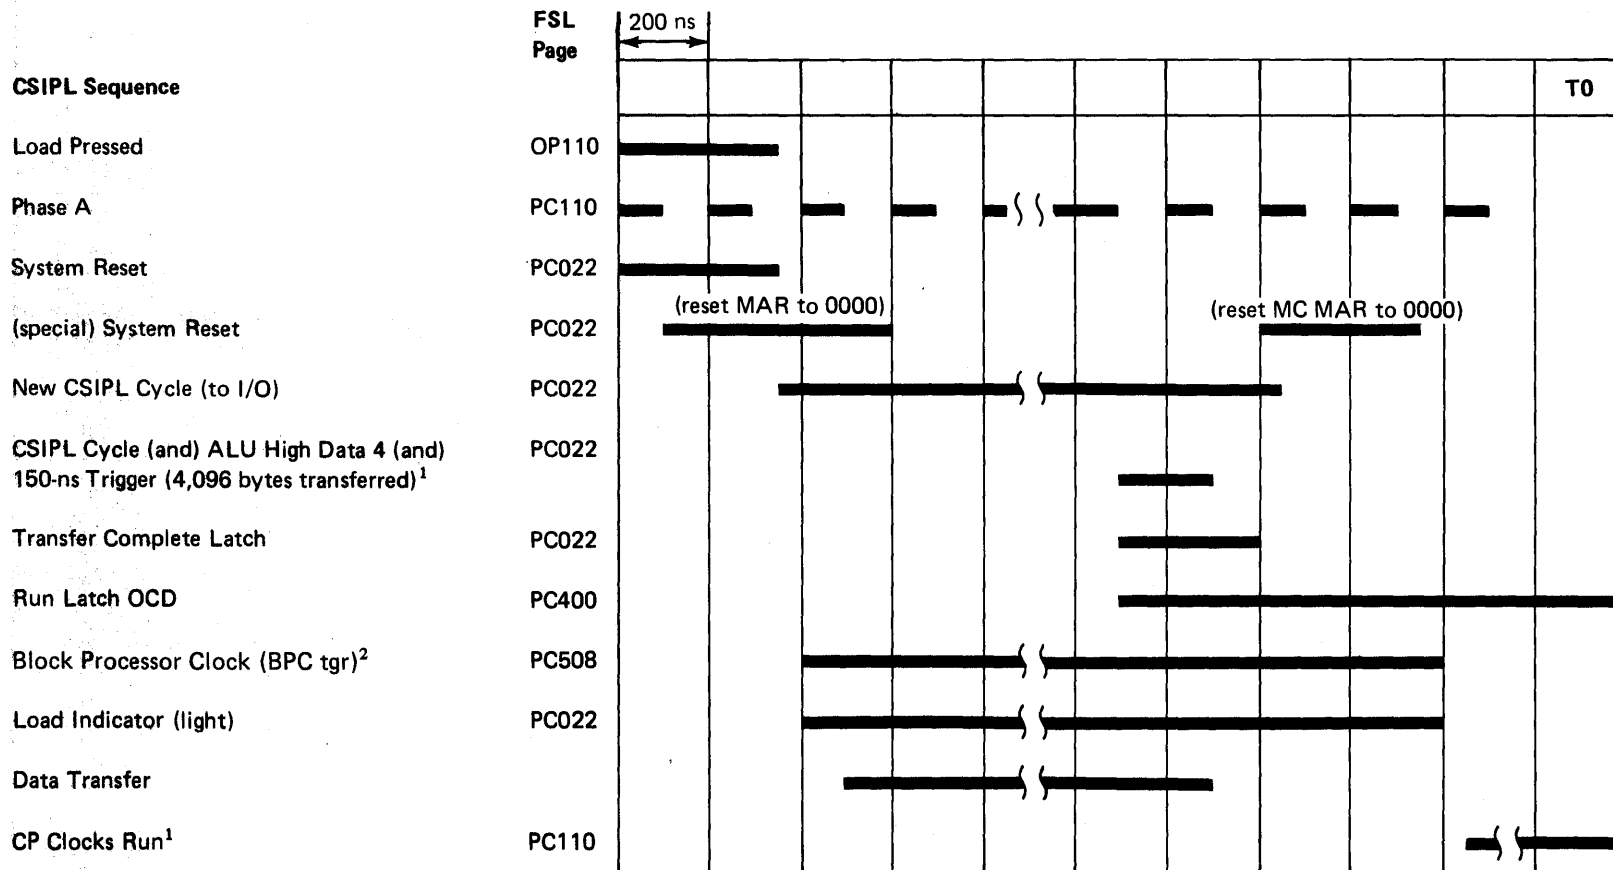 FSL
Page
200 ns
CSIPL Sequence
T0
Load Pressed OP110
Phase A PC110
System Reset PC022
(reset MAR to 0000)
(reset MC MAR to 0000)
(special) System Reset PC022
New CSIPL Cycle (to I/O) PC022
CSIPL Cycle (and) ALU High Data 4 (and) PC022
150-ns Trigger (4,096 bytes transferred)¹
Transfer Complete Latch PC022
Run Latch OCD PC400
Block Processor Clock (BPC tgr)² PC508
Load Indicator (light) PC022
Data Transfer
CP Clocks Run¹ PC110